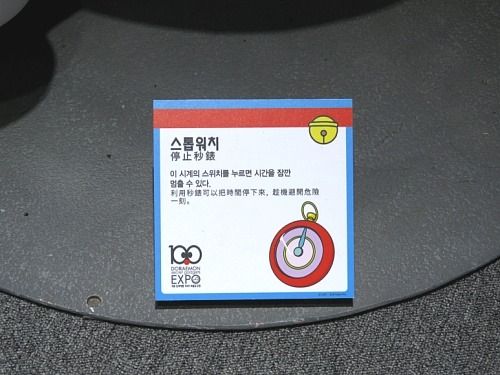 스톱워치
停止秒錶
이 시계의 스위치를 누르면 시간을 잠깐
멈출 수 있다.
利用秒錶可以把時間停下來，趁機避開危險
一刻。
100
DORAEMON
SECRET GADGETS
EXPO